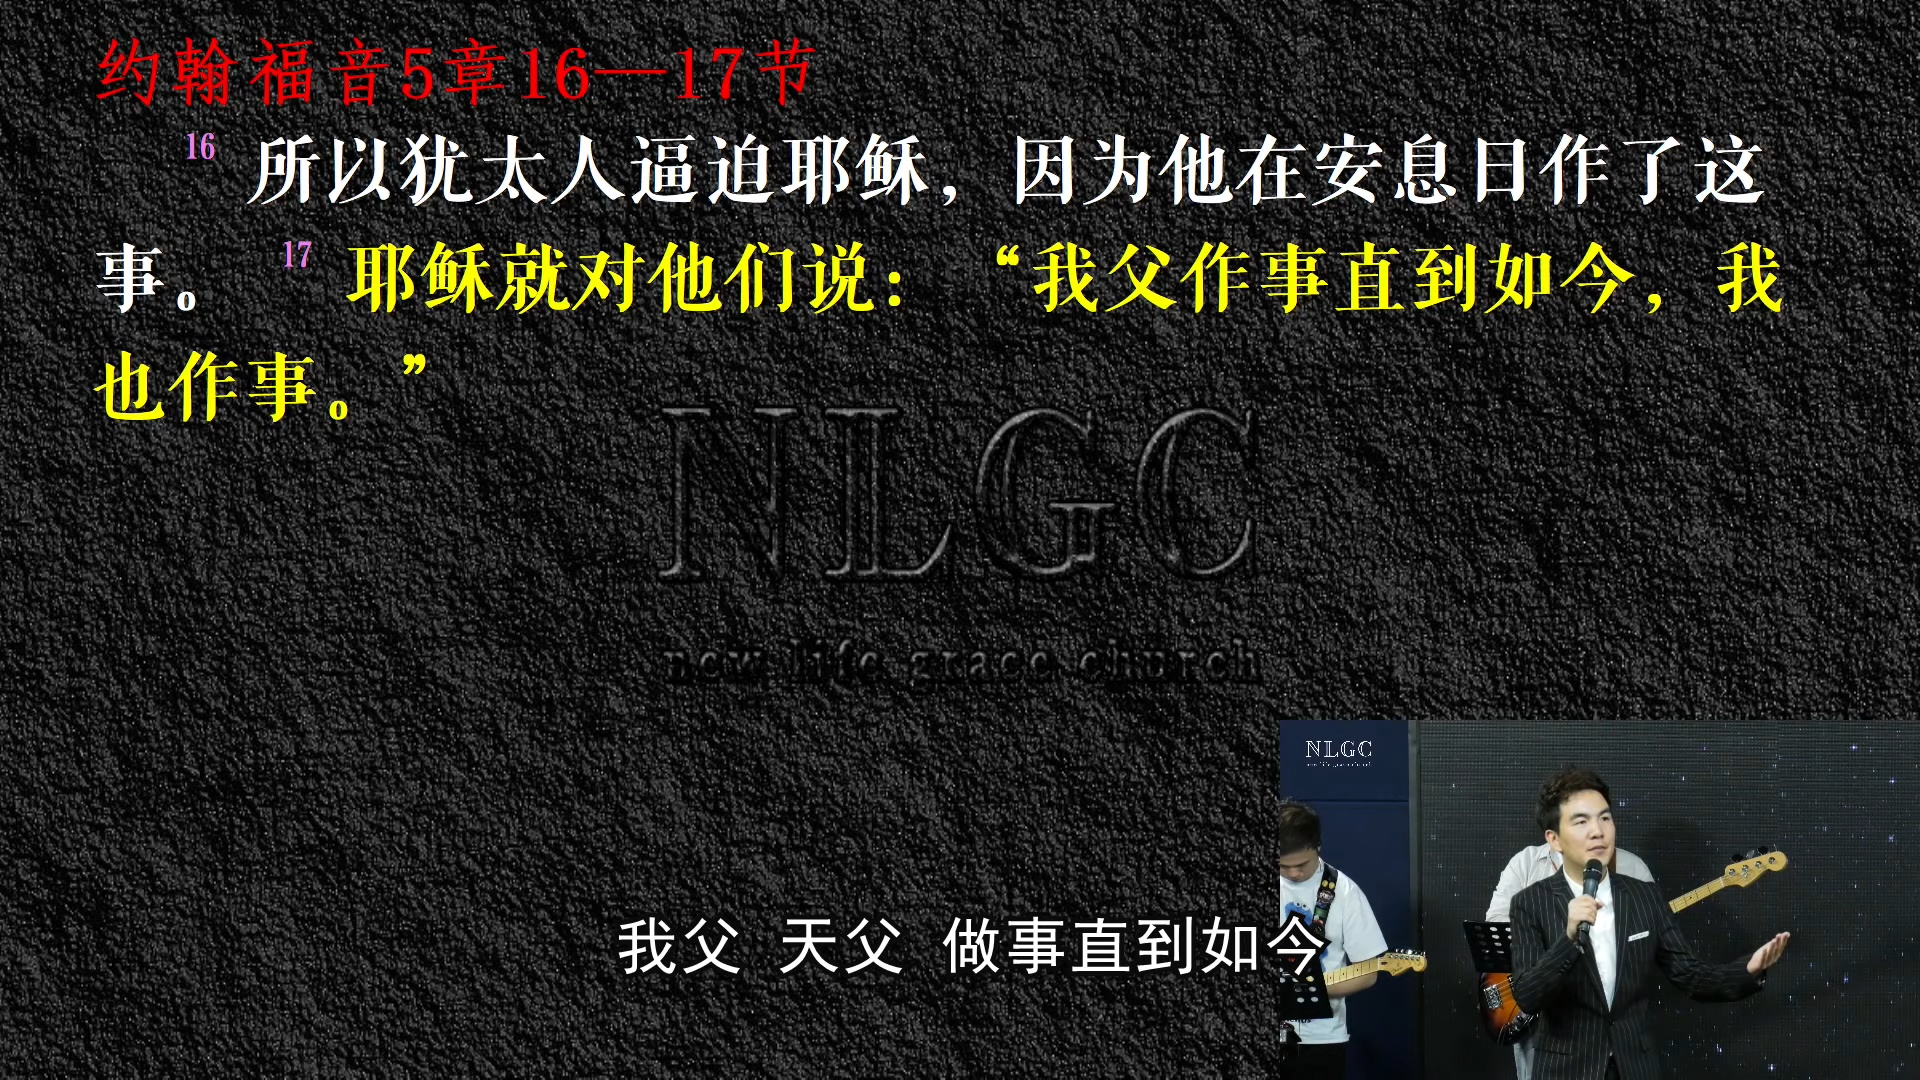 约翰福音5章16—17节
16 所以犹太人逼迫耶稣，因为他在安息日作了这
事。 17 耶稣就对他们说：“我父作事直到如今，我
也作事。”
NLGC
new life grace church
NLGC
我父 天父 做事直到如今